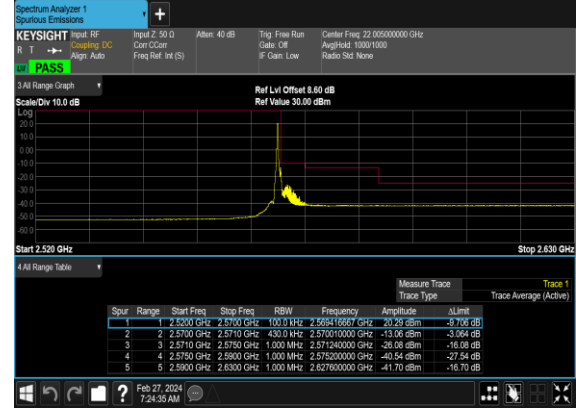 Spectrum Analyzer 1
Spurious Emissions
+
KEYSIGHT Input: RF Input Z: 50 Ω Atten: 40 dB Trig: Free Run Center Freq: 22.005000000 GHz
R T Coupling: DC Corr CCorr Gate: Off Avg|Hold: 1000/1000
Align: Auto Freq Ref: Int (S) IF Gain: Low Radio Std: None
LNI PASS
3 All Range Graph
Ref Lvl Offset 8.60 dB
Scale/Div 10.0 dB Ref Value 30.00 dBm
Log
20.0
10.0
0.00
-10.0
-20.0
-30.0
-40.0
-50.0
-60.0
Start 2.520 GHz Stop 2.630 GHz
4 All Range Table
Measure Trace Trace 1
Trace Type Trace Average (Active)
Spur Range Start Freq Stop Freq RBW Frequency Amplitude ΔLimit
1 1 2.5200 GHz 2.5700 GHz 100.0 kHz 2.569416667 GHz 20.29 dBm -9.706 dB
2 2 2.5700 GHz 2.5710 GHz 430.0 kHz 2.570010000 GHz -13.06 dBm -3.064 dB
3 3 2.5710 GHz 2.5750 GHz 1.000 MHz 2.571240000 GHz -26.08 dBm -16.08 dB
4 4 2.5750 GHz 2.5900 GHz 1.000 MHz 2.575200000 GHz -40.54 dBm -27.54 dB
5 5 2.5900 GHz 2.6300 GHz 1.000 MHz 2.627600000 GHz -41.70 dBm -16.70 dB
? Feb 27, 2024
7:24:35 AM